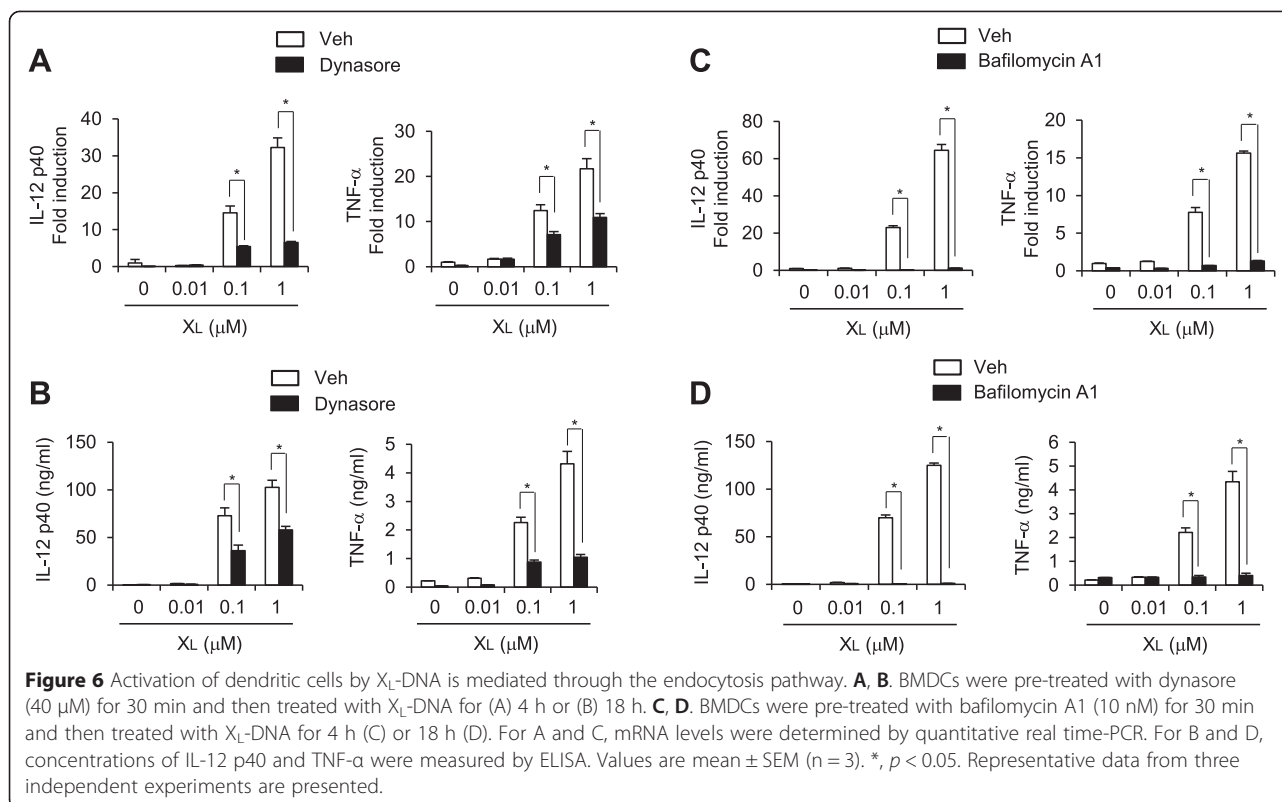 A
Veh
Dynasore
IL-12 p40
Fold induction
40
30
20
10
0
*
*
0 0.01 0.1 1
XL (μM)
TNF-α
Fold induction
30
20
10
0
*
*
0 0.01 0.1 1
XL (μM)
C
Veh
Bafilomycin A1
IL-12 p40
Fold induction
80
60
40
20
0
*
*
0 0.01 0.1 1
XL (μM)
TNF-α
Fold induction
20
15
10
5
0
*
*
0 0.01 0.1 1
XL (μM)
B
Veh
Dynasore
IL-12 p40 (ng/ml)
150
100
50
0
*
*
0 0.01 0.1 1
XL (μM)
TNF-α (ng/ml)
5
4
3
2
1
0
*
*
0 0.01 0.1 1
XL (μM)
D
Veh
Bafilomycin A1
IL-12 p40 (ng/ml)
150
100
50
0
*
*
0 0.01 0.1 1
XL (μM)
TNF-α (ng/ml)
6
5
4
3
2
1
0
*
*
0 0.01 0.1 1
XL (μM)
Figure 6 Activation of dendritic cells by XL-DNA is mediated through the endocytosis pathway. A, B. BMDCs were pre-treated with dynasore
(40 μM) for 30 min and then treated with XL-DNA for (A) 4 h or (B) 18 h. C, D. BMDCs were pre-treated with bafilomycin A1 (10 nM) for 30 min
and then treated with XL-DNA for 4 h (C) or 18 h (D). For A and C, mRNA levels were determined by quantitative real time-PCR. For B and D,
concentrations of IL-12 p40 and TNF-α were measured by ELISA. Values are mean ± SEM (n = 3). *, p < 0.05. Representative data from three
independent experiments are presented.